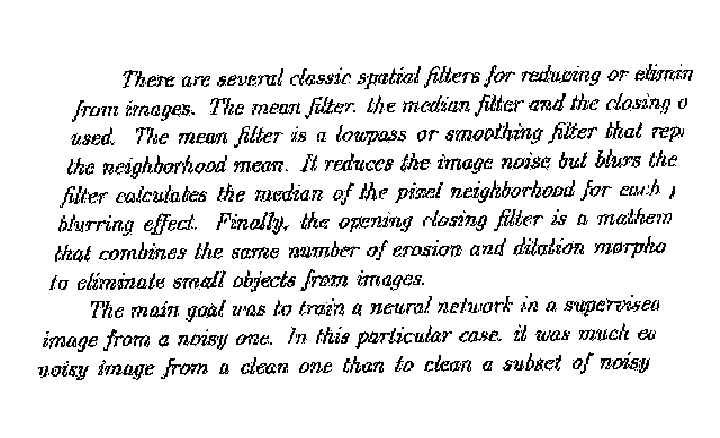 There are several classic spatial filters for reducing or elimin
from images. The mean filter, the median filter and the closing o
used. The mean filter is a lowpass or smoothing filter that repl
the neighborhood mean. It reduces the image noise but blurs the
filter calculates the median of the pixel neighborhood for each p
blurring effect. Finally, the opening closing filter is a mathem
that combines the same number of erosion and dilation morpho
to eliminate small objects from images.
The main goal was to train a neural network in a supervised
image from a noisy one. In this particular case, it was much ea
noisy image from a clean one than to clean a subset of noisy